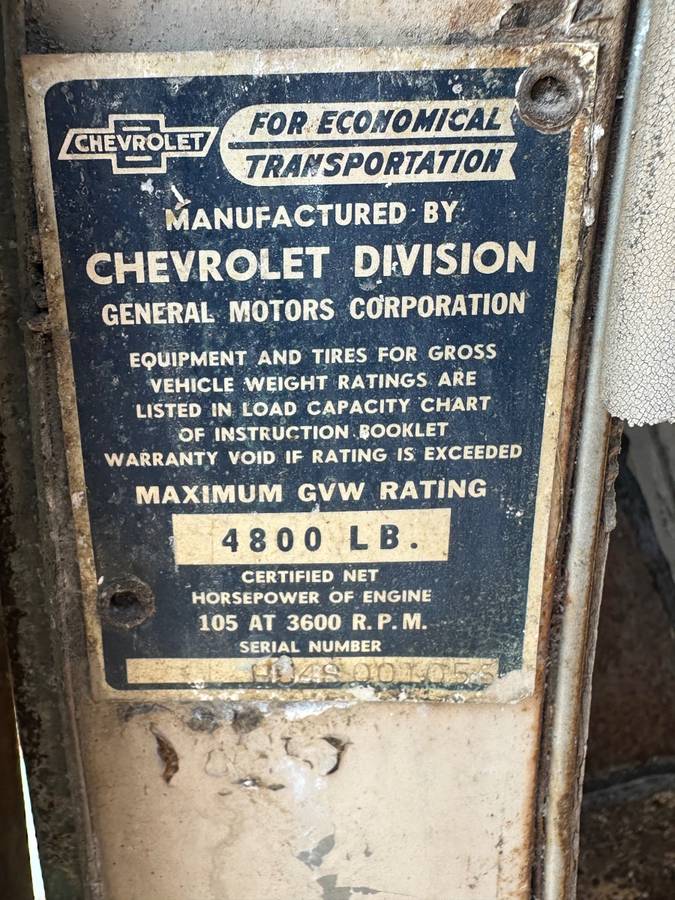 CHEVROLET
FOR ECONOMICAL
TRANSPORTATION
MANUFACTURED BY
CHEVROLET DIVISION
GENERAL MOTORS CORPORATION
EQUIPMENT AND TIRES FOR GROSS
VEHICLE WEIGHT RATINGS ARE
LISTED IN LOAD CAPACITY CHART
OF INSTRUCTION BOOKLET
WARRANTY VOID IF RATING IS EXCEEDED
MAXIMUM GVW RATING
4800 LB.
CERTIFIED NET
HORSEPOWER OF ENGINE
105 AT 3600 R.P.M.
SERIAL NUMBER